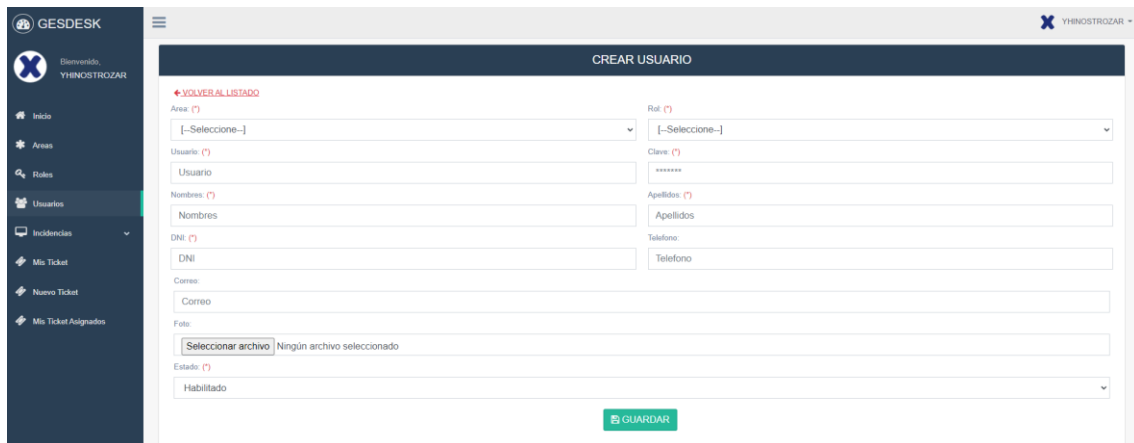 GESDESK
YHINOSTROZAR
Bienvenido,
YHINOSTROZAR
Inicio
Areas
Roles
Usuarios
Incidencias
Mis Ticket
Nuevo Ticket
Mis Ticket Asignados
CREAR USUARIO
VOLVER AL LISTADO
Area: (*) Rol: (*)
[--Seleccione--] [--Seleccione--]
Usuario: (*) Clave: (*)
Usuario *******
Nombres: (*) Apellidos: (*)
Nombres Apellidos
DNI: (*) Telefono:
DNI Telefono
Correo:
Correo
Foto:
Seleccionar archivo Ningún archivo seleccionado
Estado: (*)
Habilitado
GUARDAR